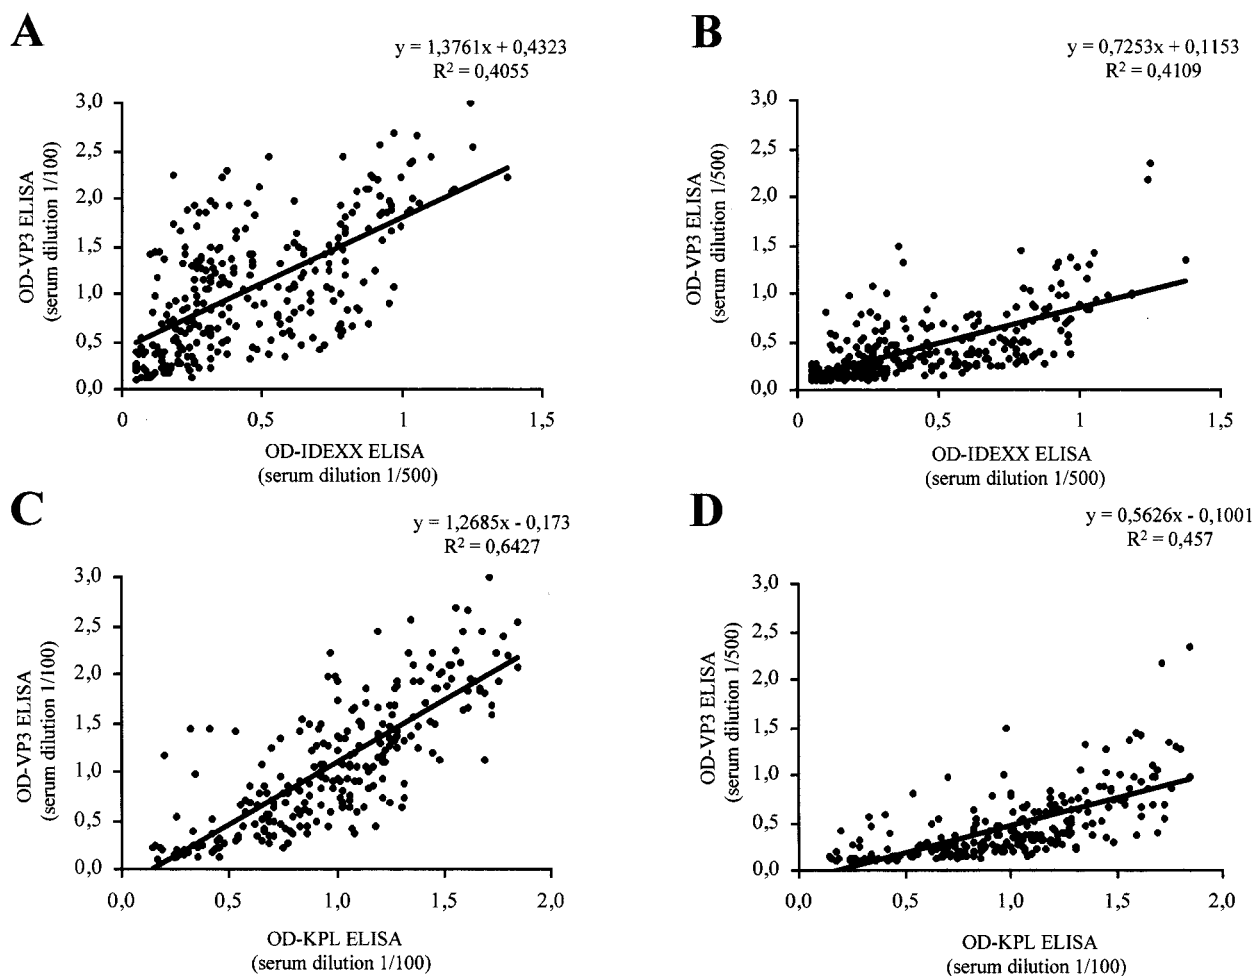 A
y = 1,3761x + 0,4323
R² = 0,4055
3,0
2,5
2,0
1,5
1,0
0,5
0,0
OD-VP3 ELISA
(serum dilution 1/100)
0 0,5 1 1,5
OD-IDEXX ELISA
(serum dilution 1/500)
B
y = 0,7253x + 0,1153
R² = 0,4109
3,0
2,5
2,0
1,5
1,0
0,5
0,0
OD-VP3 ELISA
(serum dilution 1/500)
0 0,5 1 1,5
OD-IDEXX ELISA
(serum dilution 1/500)
C
y = 1,2685x - 0,173
R² = 0,6427
3,0
2,5
2,0
1,5
1,0
0,5
0,0
OD-VP3 ELISA
(serum dilution 1/100)
0,0 0,5 1,0 1,5 2,0
OD-KPL ELISA
(serum dilution 1/100)
D
y = 0,5626x - 0,1001
R² = 0,457
3,0
2,5
2,0
1,5
1,0
0,5
0,0
OD-VP3 ELISA
(serum dilution 1/500)
0,0 0,5 1,0 1,5 2,0
OD-KPL ELISA
(serum dilution 1/100)